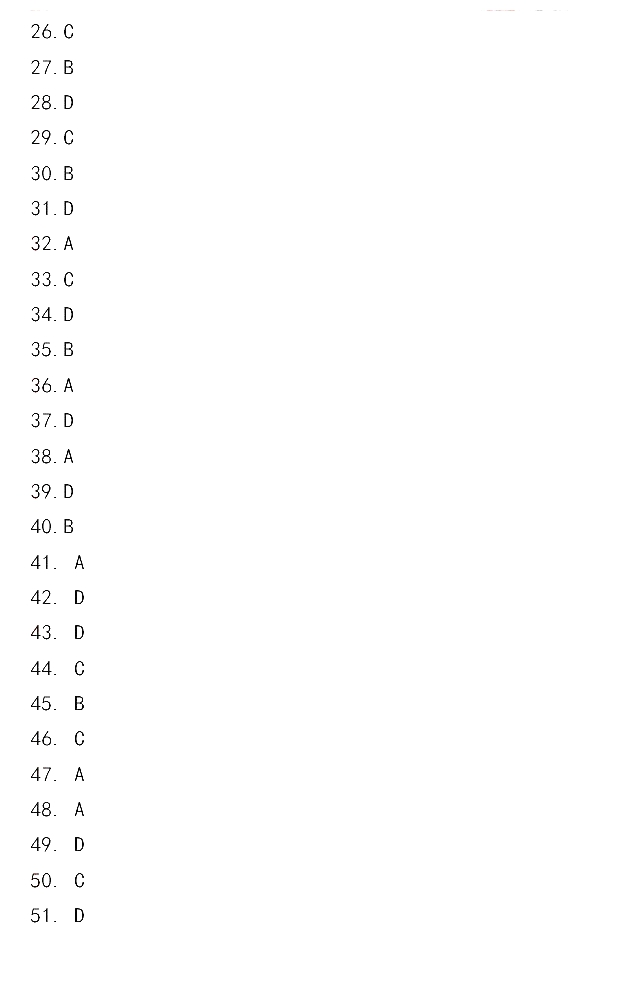 26. C
27. B
28. D
29. C
30. B
31. D
32. A
33. C
34. D
35. B
36. A
37. D
38. A
39. D
40. B
41. A
42. D
43. D
44. C
45. B
46. C
47. A
48. A
49. D
50. C
51. D